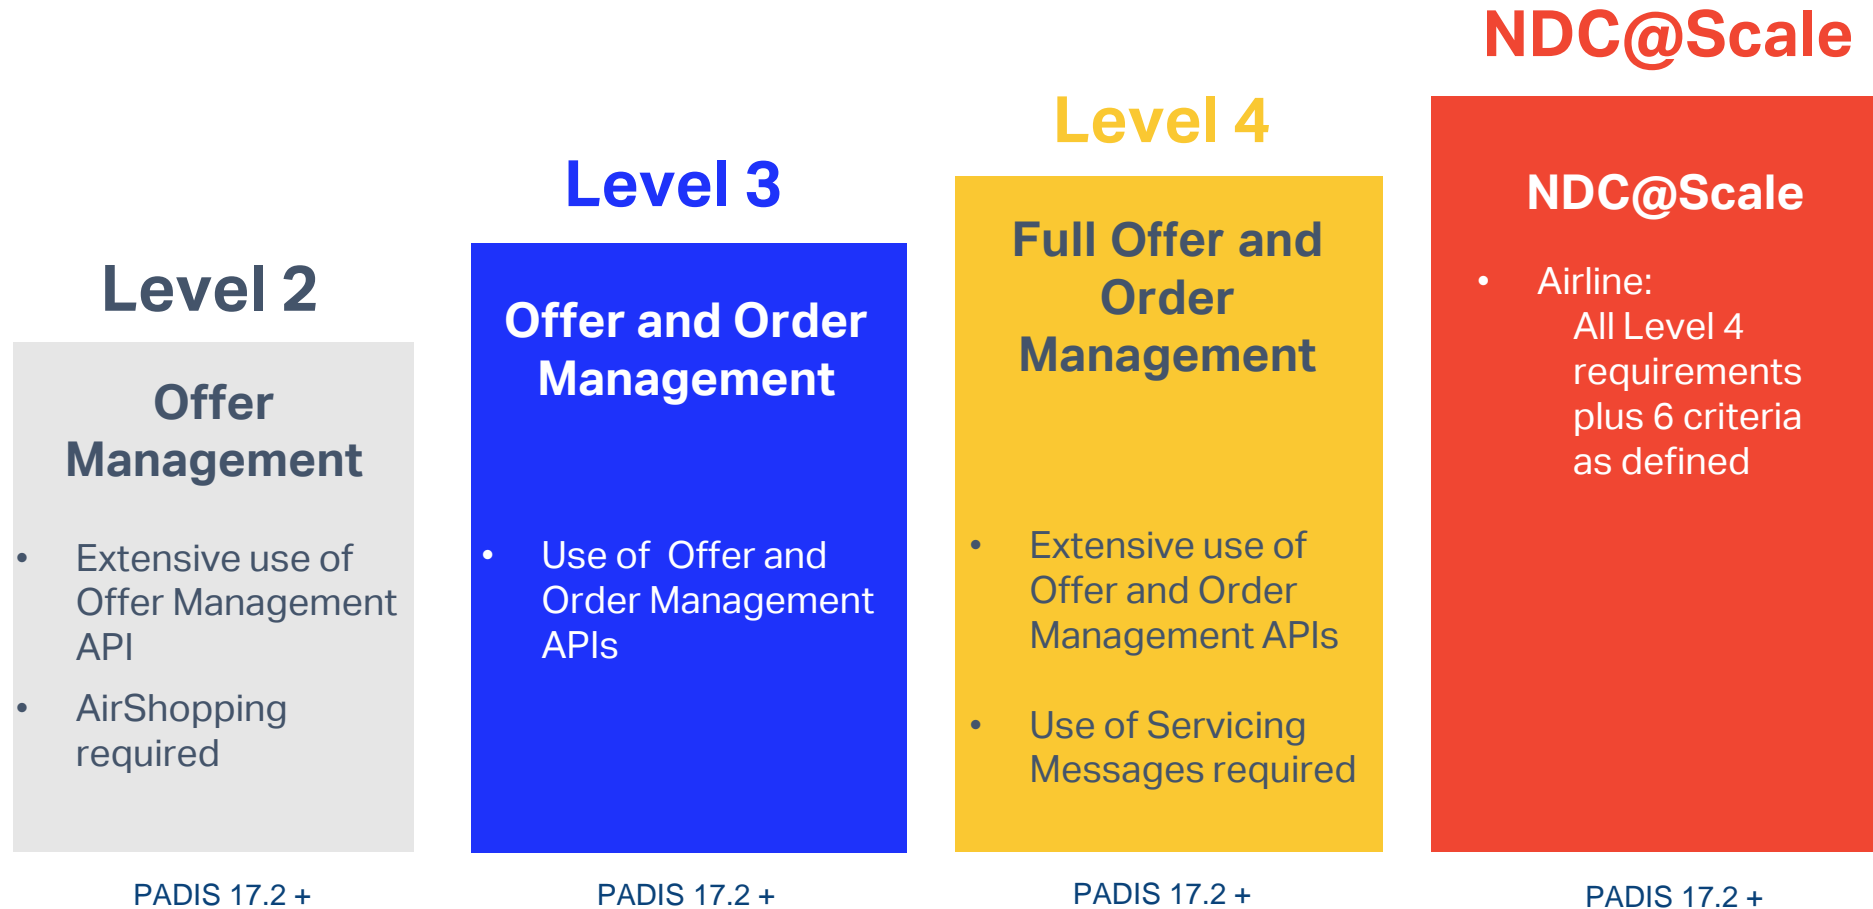 Level 2
Offer
Management
• Extensive use of
Offer Management
API
• AirShopping
required
PADIS 17.2 +
Level 3
Offer and Order
Management
• Use of  Offer and
Order Management
APIs
PADIS 17.2 +
Level 4
Full Offer and
Order
Management
• Extensive use of
Offer and Order
Management APIs
• Use of Servicing
Messages required
PADIS 17.2 +
NDC@Scale
NDC@Scale
• Airline:
All Level 4
requirements
plus 6 criteria
as defined
PADIS 17.2 +